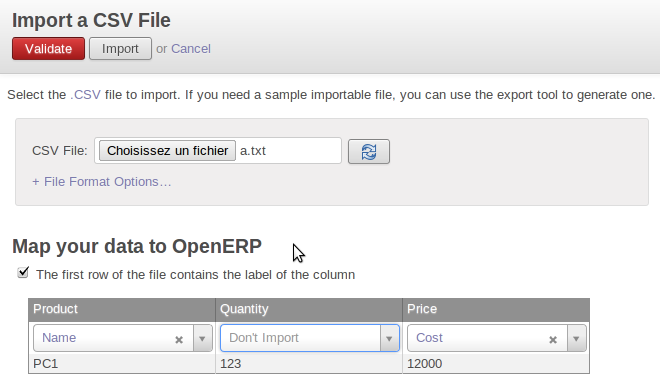 Import a CSV File
Validate Import or Cancel
Select the .CSV file to import. If you need a sample importable file, you can use the export tool to generate one.
CSV File: Choisissez un fichier a.txt
+ File Format Options…
Map your data to OpenERP
The first row of the file contains the label of the column
Product Quantity Price
Name Don't Import Cost
PC1 123 12000